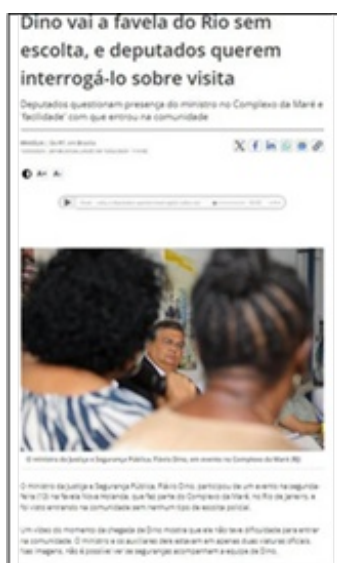 Dino vai a favela do Rio sem
escolta, e deputados querem
interrogá-lo sobre visita
Deputados questionam presença do ministro no Complexo da Maré e
'facilidade' com que entrou na comunidade
A+ A-
O ministro da Justiça e Segurança Pública, Flávio Dino, em evento no Complexo da Maré (RJ)
O ministro da Justiça e Segurança Pública, Flávio Dino, participou de um evento na segunda-
feira (13) na favela Nova Holanda, que faz parte do Complexo da Maré, no Rio de Janeiro, e
foi visto entrando na comunidade sem nenhum tipo de escolta policial.
Um vídeo do momento da chegada de Dino mostra que ele não teve dificuldade para entrar
na comunidade. O ministro e os auxiliares dele estavam em apenas duas viaturas oficiais.
Nas imagens, não é possível ver se seguranças acompanham a equipe de Dino.